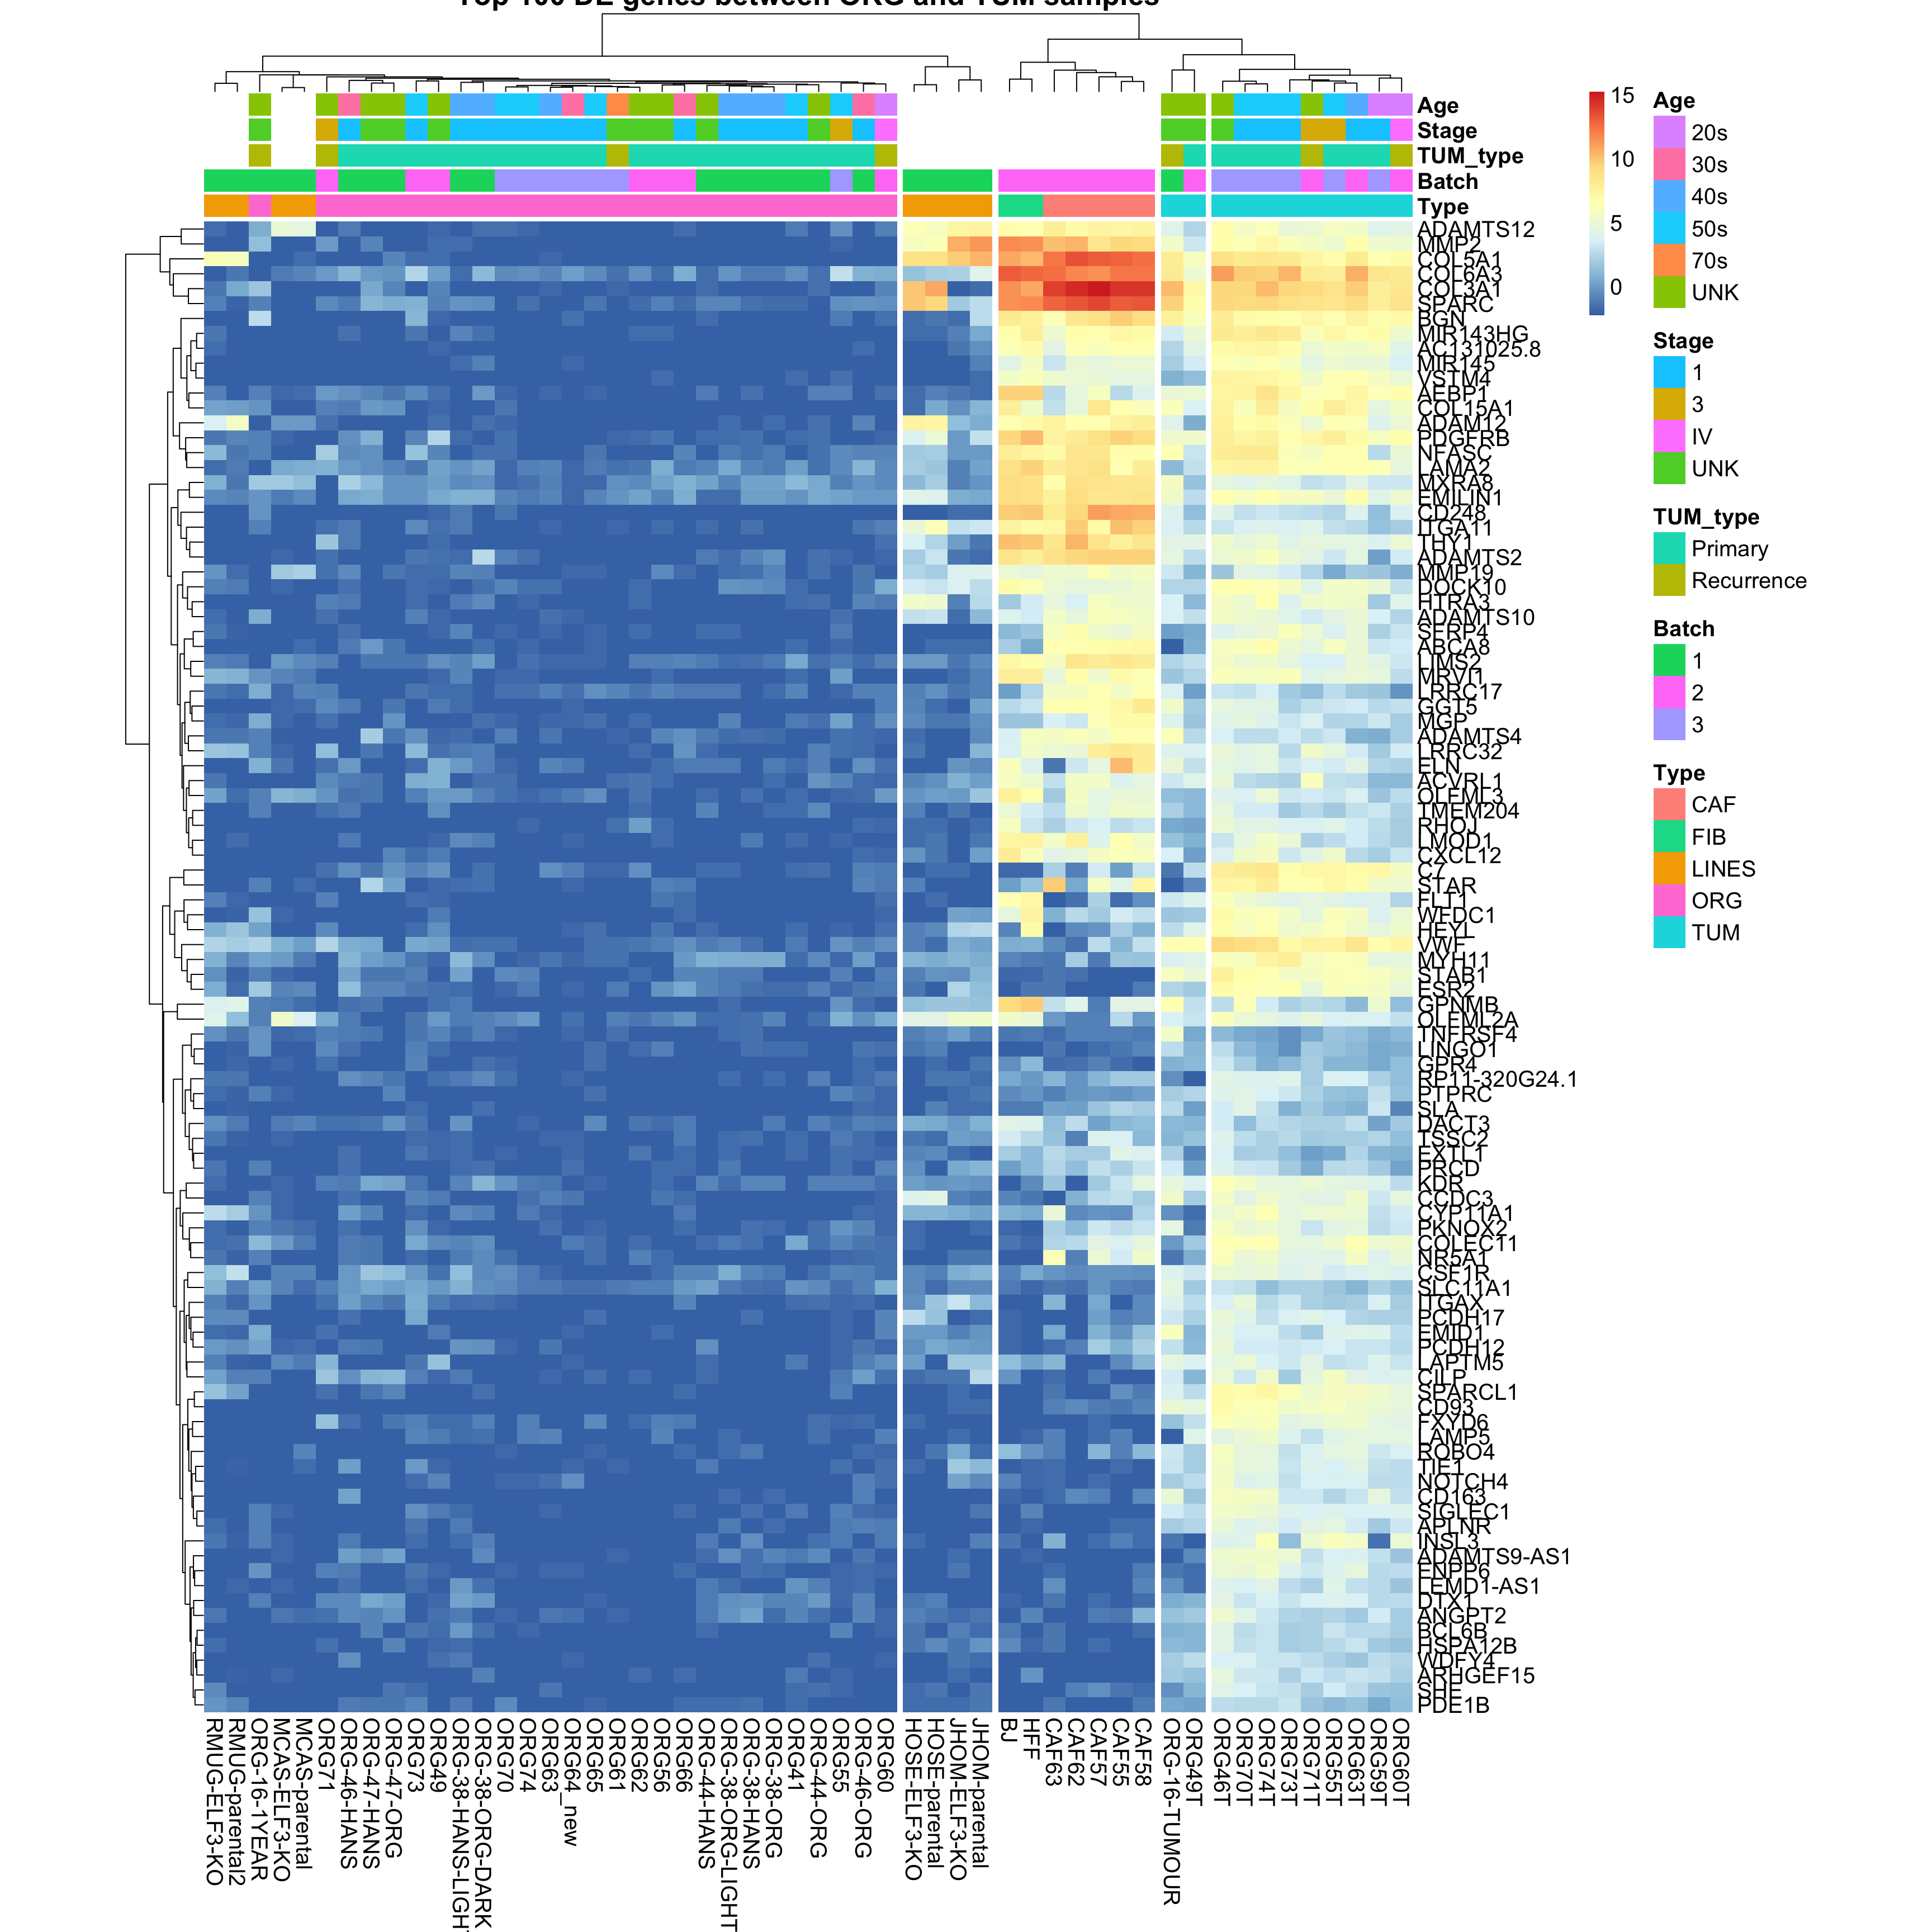 Top 100 DE genes between ORG and TUM samples
Age
Stage
TUM_type
Batch
Type
ADAMTS12
MMP2
COL5A1
COL6A3
COL3A1
SPARC
BGN
MIR143HG
AC131025.8
MIR145
VSTM4
AEBP1
COL15A1
ADAM12
PDGFRB
NFASC
LAMA2
MXRA8
EMILIN1
CD248
ITGA11
THY1
ADAMTS2
MMP19
DOCK10
HTRA3
ADAMTS10
SFRP4
ABCA8
LIMS2
MRVI1
LRRC17
GGT5
MGP
ADAMTS4
LRRC32
ELN
ACVRL1
OLFML3
TMEM204
RHOJ
LMOD1
CXCL12
C7
STAR
FLT1
WFDC1
HEYL
VWF
MYH11
STAB1
ESR2
GPNMB
OLFML2A
TNFRSF4
LINGO1
GPR4
RP11-320G24.1
PTPRC
SLA
DACT3
TSSC2
EXTL1
PRCD
KDR
CCDC3
CYP11A1
PKNOX2
COLEC11
NR5A1
CSF1R
SLC11A1
ITGAX
PCDH17
EMID1
PCDH12
LAPTM5
CILP
SPARCL1
CD93
FXYD6
LAMP5
ROBO4
TIE1
NOTCH4
CD163
SIGLEC1
APLNR
INSL3
ADAMTS9-AS1
ENPP6
LEMD1-AS1
DTX1
ANGPT2
BCL6B
HSPA12B
WDFY4
ARHGEF15
SHE
PDE1B
RMUG-ELF3-KO
RMUG-parental2
ORG-16-1YEAR
MCAS-ELF3-KO
MCAS-parental
ORG71
ORG-46-HANS
ORG-47-HANS
ORG-47-ORG
ORG73
ORG49
ORG-38-HANS-LIGH
ORG-38-ORG-DARK
ORG70
ORG74
ORG63
ORG64_new
ORG65
ORG61
ORG62
ORG56
ORG66
ORG-44-HANS
ORG-38-ORG-LIGHT
ORG-38-HANS
ORG-38-ORG
ORG41
ORG-44-ORG
ORG55
ORG-46-ORG
ORG60
HOSE-ELF3-KO
HOSE-parental
JHOM-ELF3-KO
JHOM-parental
BJ
HFF
CAF63
CAF62
CAF57
CAF55
CAF58
ORG-16-TUMOUR
ORG49T
ORG46T
ORG70T
ORG74T
ORG73T
ORG71T
ORG55T
ORG63T
ORG59T
ORG60T
15
10
5
0
Age
20s
30s
40s
50s
70s
UNK
Stage
1
3
IV
UNK
TUM_type
Primary
Recurrence
Batch
1
2
3
Type
CAF
FIB
LINES
ORG
TUM